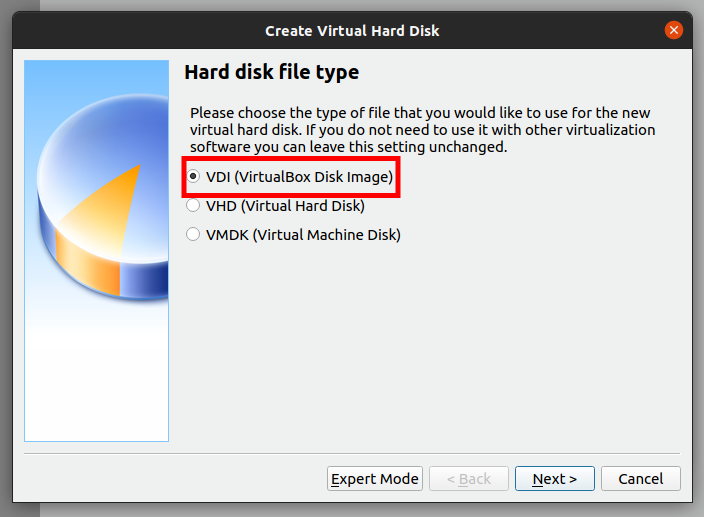 Create Virtual Hard Disk
Hard disk file type
Please choose the type of file that you would like to use for the new
virtual hard disk. If you do not need to use it with other virtualization
software you can leave this setting unchanged.
VDI (VirtualBox Disk Image)
VHD (Virtual Hard Disk)
VMDK (Virtual Machine Disk)
Expert Mode
< Back
Next >
Cancel